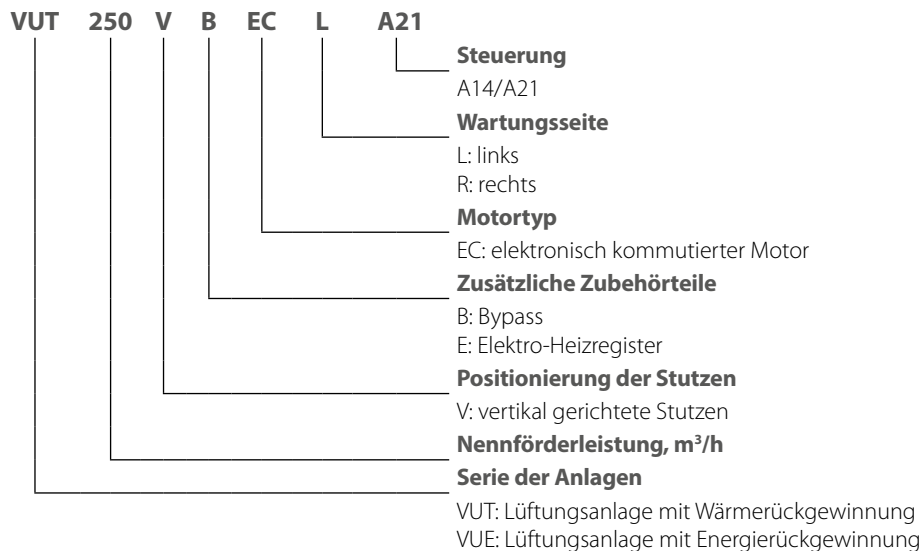 VUT 250 V B EC L A21
Steuerung
A14/A21
Wartungsseite
L: links
R: rechts
Motortyp
EC: elektronisch kommutierter Motor
Zusätzliche Zubehörteile
B: Bypass
E: Elektro-Heizregister
Positionierung der Stutzen
V: vertikal gerichtete Stutzen
Nennförderleistung, m³/h
Serie der Anlagen
VUT: Lüftungsanlage mit Wärmerückgewinnung
VUE: Lüftungsanlage mit Energierückgewinnung